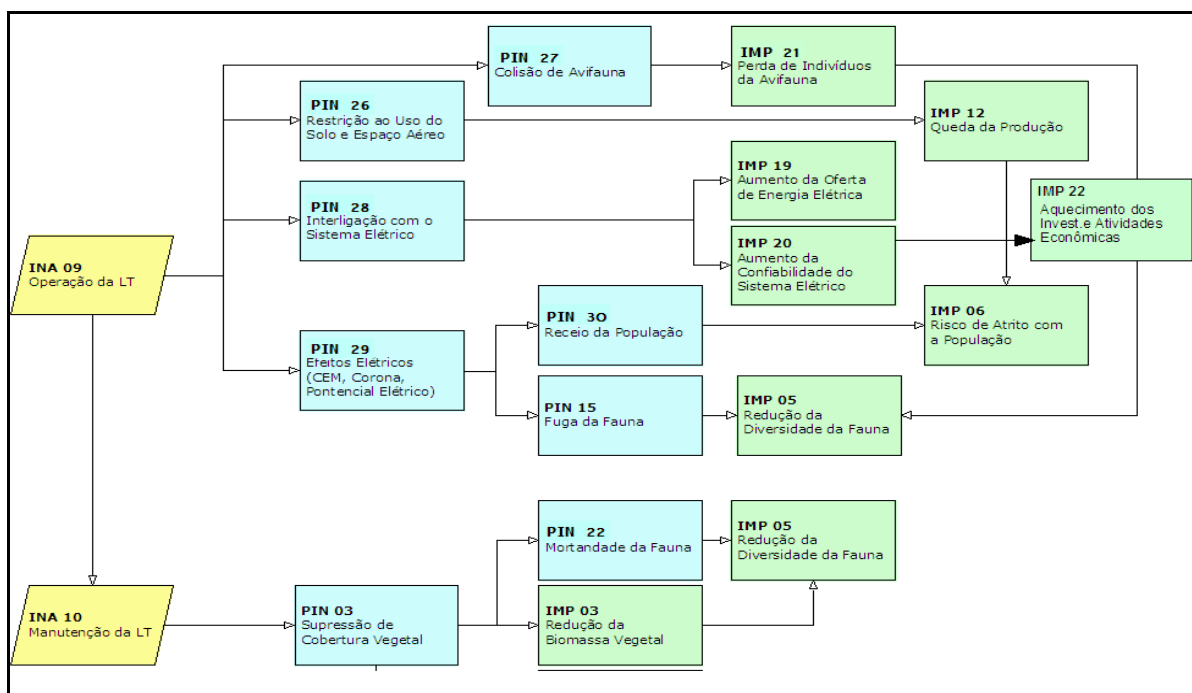 PIN 27
Colisão de Avifauna
IMP 21
Perda de Indivíduos
da Avifauna
PIN 26
Restrição ao Uso do
Solo e Espaço Aéreo
IMP 12
Queda da Produção
IMP 19
Aumento da Oferta
de Energia Elétrica
PIN 28
Interligação com o
Sistema Elétrico
IMP 22
Aquecimento dos
Invest.e Atividades
Econômicas
IMP 20
Aumento da
Confiabilidade do
Sistema Elétrico
INA 09
Operação da LT
PIN 30
Receio da População
IMP 06
Risco de Atrito com
a População
PIN 29
Efeitos Elétricos
(CEM, Corona,
Pontencial Elétrico)
PIN 15
Fuga da Fauna
IMP 05
Redução da
Diversidade da Fauna
PIN 22
Mortandade da Fauna
IMP 05
Redução da
Diversidade da Fauna
INA 10
Manutenção da LT
PIN 03
Supressão de
Cobertura Vegetal
IMP 03
Redução da
Biomassa Vegetal